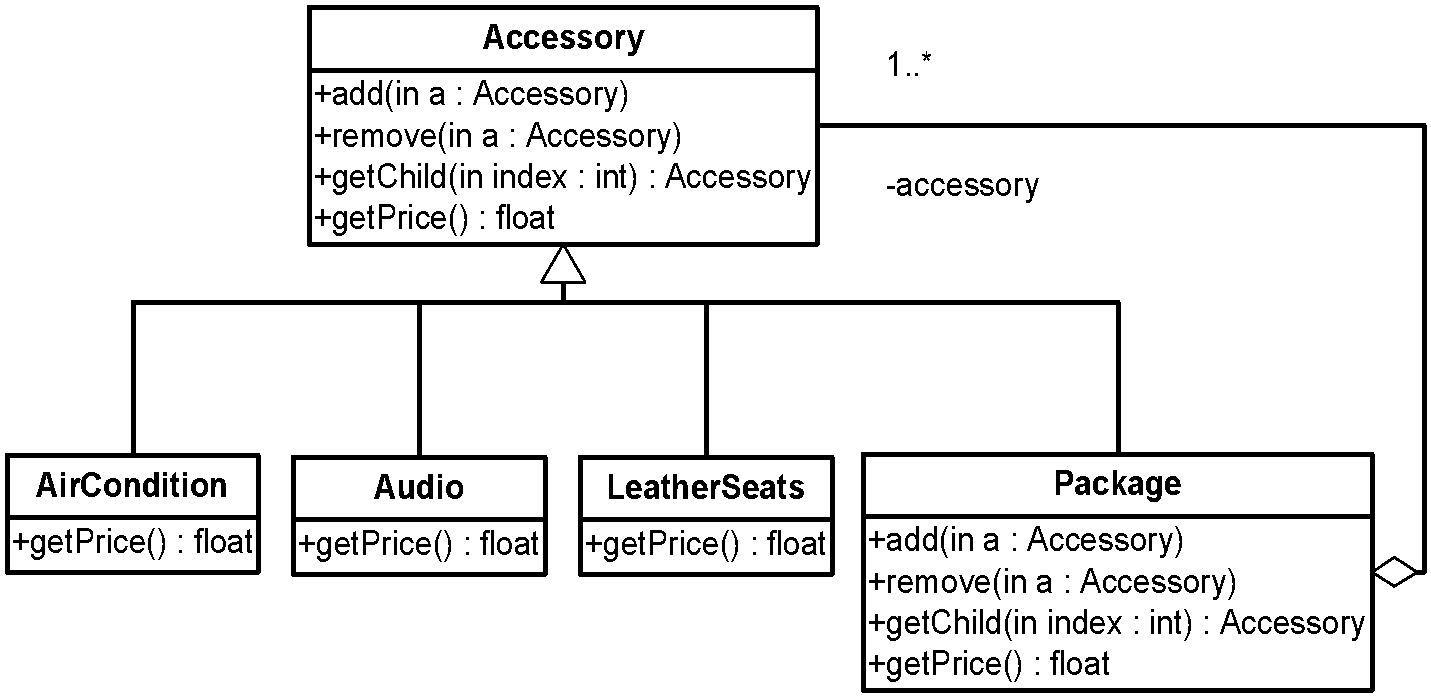 Accessory
+add(in a : Accessory)
+remove(in a : Accessory)
+getChild(in index : int) : Accessory
+getPrice() : float
1..*
-accessory
AirCondition
+getPrice() : float
Audio
+getPrice() : float
LeatherSeats
+getPrice() : float
Package
+add(in a : Accessory)
+remove(in a : Accessory)
+getChild(in index : int) : Accessory
+getPrice() : float